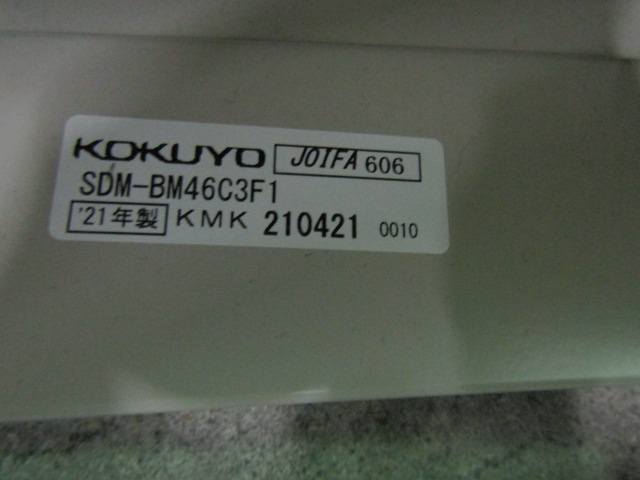 KOKUYO JOIFA 606
SDM-BM46C3F1
'21年製 KMK 210421 0010